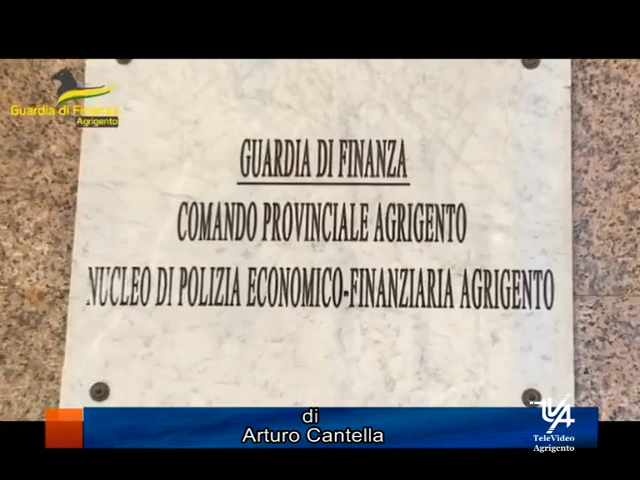 Guardia di Finanza
Agrigento
GUARDIA DI FINANZA
COMANDO PROVINCIALE AGRIGENTO
NUCLEO DI POLIZIA ECONOMICO-FINANZIARIA AGRIGENTO
di
Arturo Cantella
TVA
TeleVideo
Agrigento